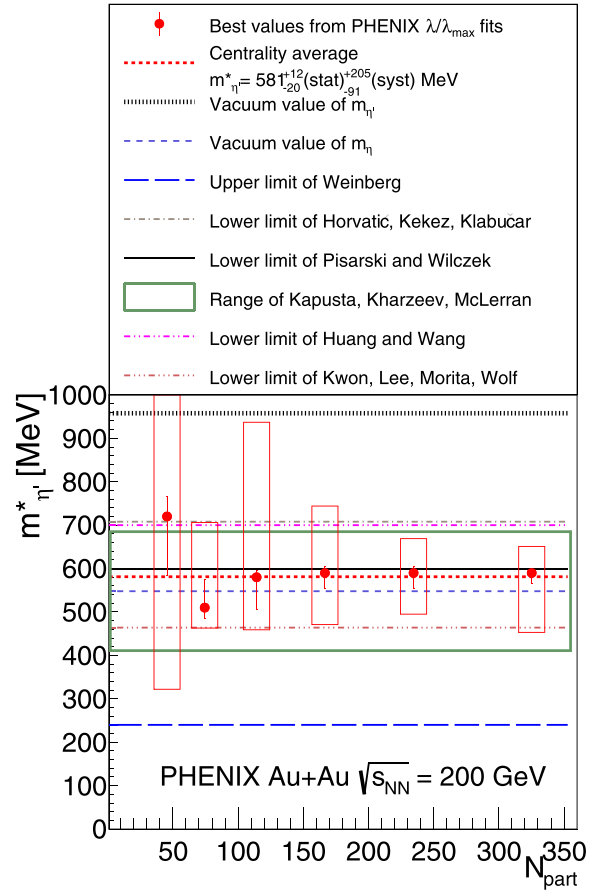 Best values from PHENIX λ/λmax fits
Centrality average
m*η'= 581+12-20(stat)+205-91(syst) MeV
Vacuum value of mη'
Vacuum value of mη
Upper limit of Weinberg
Lower limit of Horvatic, Kekez, Klabučar
Lower limit of Pisarski and Wilczek
Range of Kapusta, Kharzeev, McLerran
Lower limit of Huang and Wang
Lower limit of Kwon, Lee, Morita, Wolf
m*η' [MeV]
1000
900
800
700
600
500
400
300
200
100
0
PHENIX Au+Au √sNN = 200 GeV
50 100 150 200 250 300 350
Npart